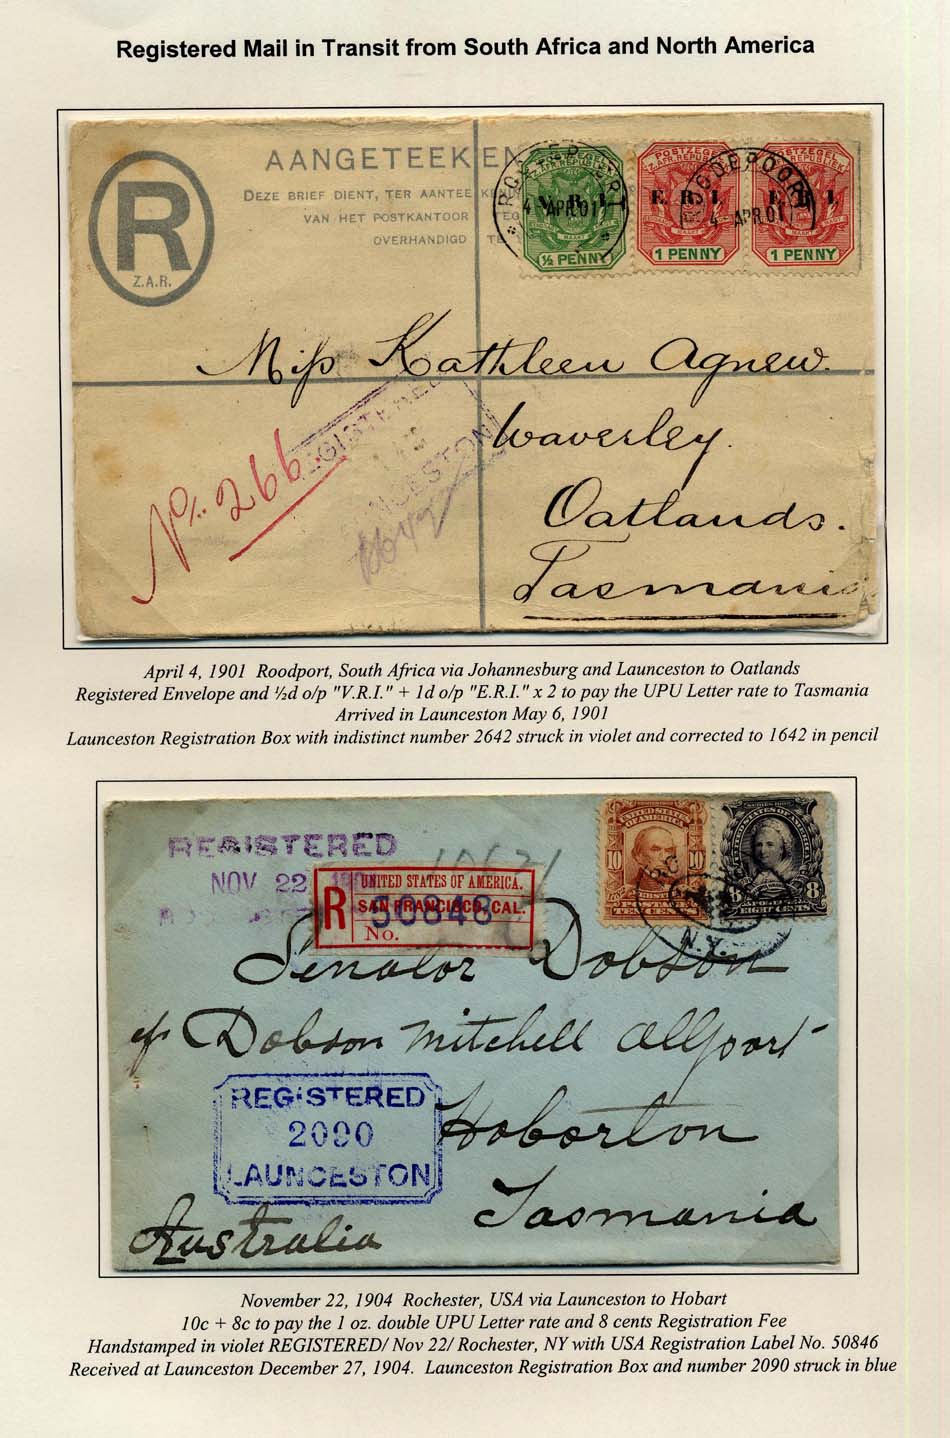 Registered Mail in Transit from South Africa and North America
AANGETEEKEN
DEZE BRIEF DIENT, TER AANTEE
VAN HET POSTKANTOOR
OVERHANDIGD
R
Z.A.R.
POSTZEGEL
Z.AFR.REPUBLIEK
V. R. I.
E. R. I.
E. R. I.
4 APR.01
ROODEPOORT
4 APR.01
½ PENNY
1 PENNY
1 PENNY
Miss Kathleen Agnew.
Waverley.
Oatlands.
Tasmania
REGISTERED
LAUNCESTON
1642
No. 266
April 4, 1901 Roodport, South Africa via Johannesburg and Launceston to Oatlands
Registered Envelope and ½d o/p "V.R.I." + 1d o/p "E.R.I." x 2 to pay the UPU Letter rate to Tasmania
Arrived in Launceston May 6, 1901
Launceston Registration Box with indistinct number 2642 struck in violet and corrected to 1642 in pencil
REGISTERED
NOV 22
R
UNITED STATES OF AMERICA.
SAN FRANCISCO, CAL.
No.
50846
10
10
UNITED STATES OF AMERICA
8
EIGHT CENTS
N.Y.
Senator Dobson
c/o Dobson Mitchell Allport
Hoborton
Tasmania
Australia
REGISTERED
2090
LAUNCESTON
November 22, 1904 Rochester, USA via Launceston to Hobart
10c + 8c to pay the 1 oz. double UPU Letter rate and 8 cents Registration Fee
Handstamped in violet REGISTERED/ Nov 22/ Rochester, NY with USA Registration Label No. 50846
Received at Launceston December 27, 1904. Launceston Registration Box and number 2090 struck in blue